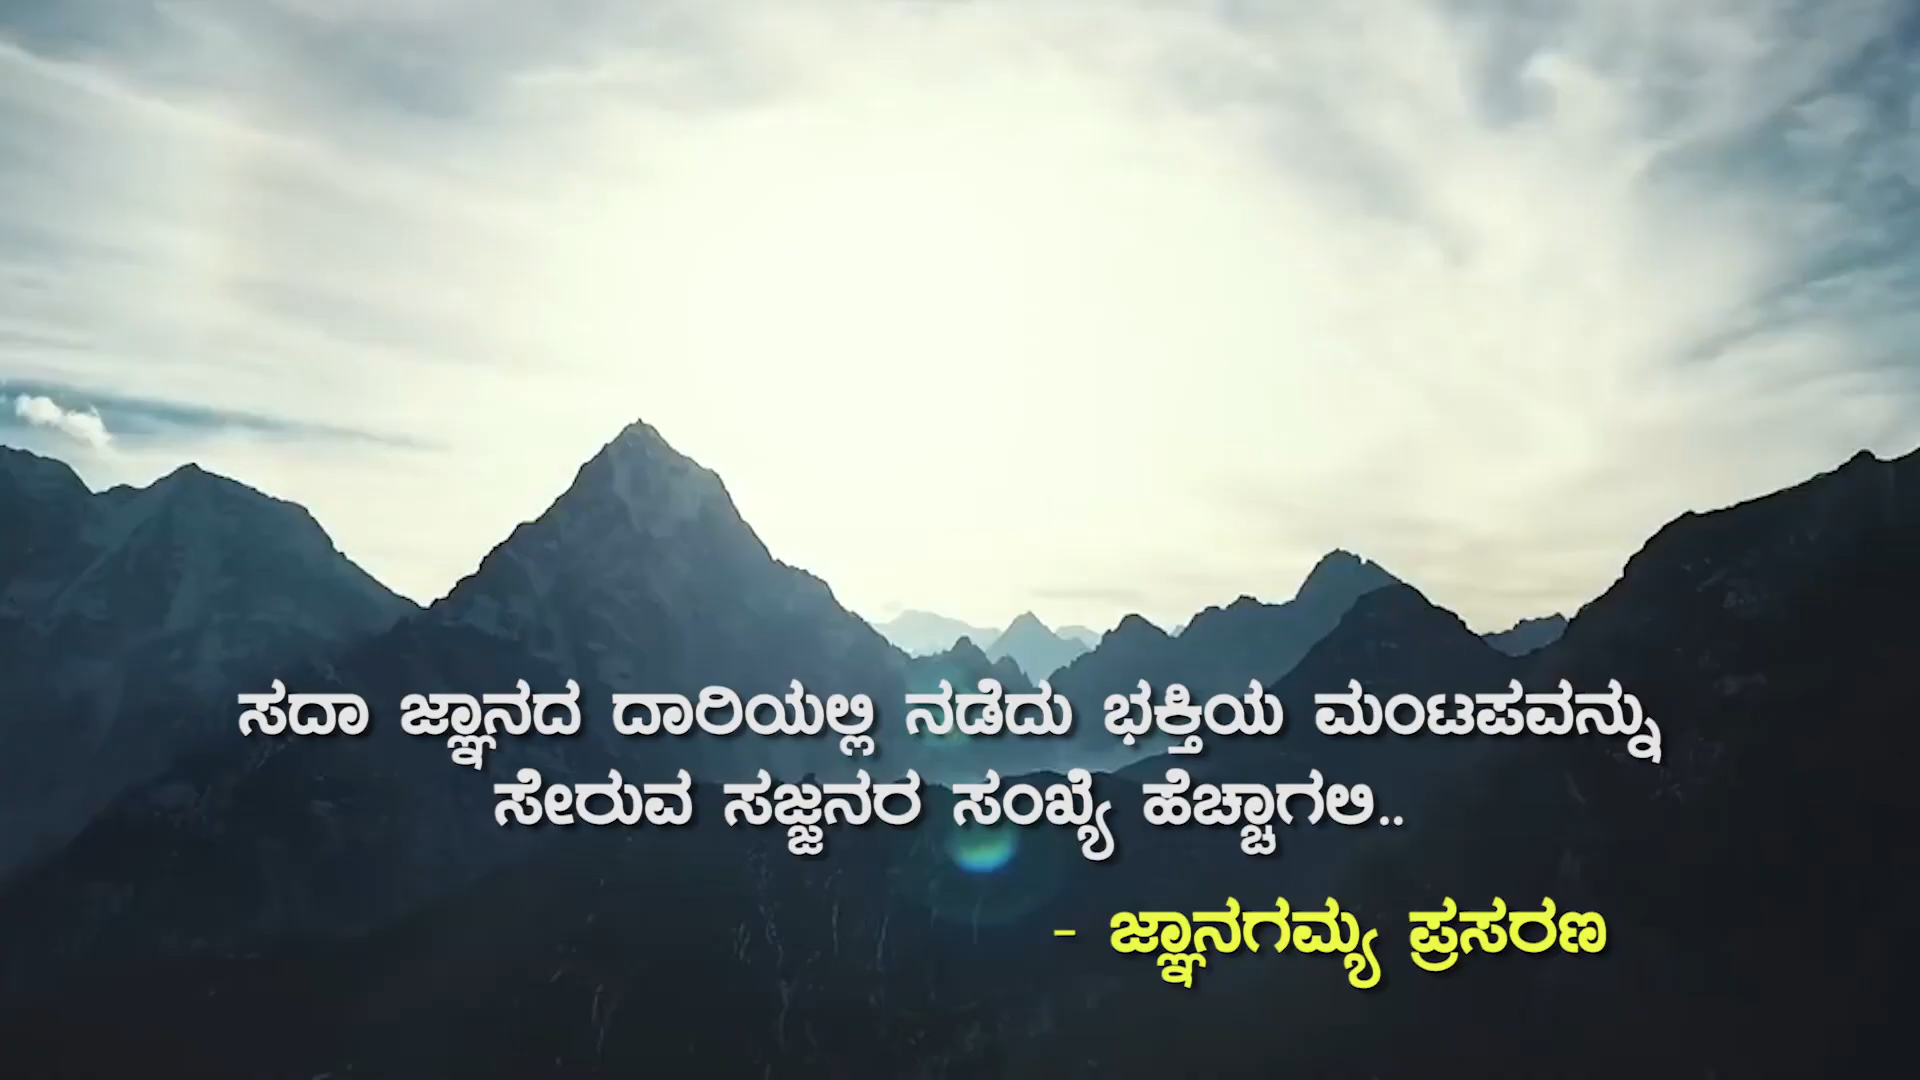 ಸದಾ ಜ್ಞಾನದ ದಾರಿಯಲ್ಲಿ ನಡೆದು ಭಕ್ತಿಯ ಮಂಟಪವನ್ನು
ಸೇರುವ ಸಜ್ಜನರ ಸಂಖ್ಯೆ ಹೆಚ್ಚಾಗಲಿ..
- ಜ್ಞಾನಗಮ್ಯ ಪ್ರಸರಣ